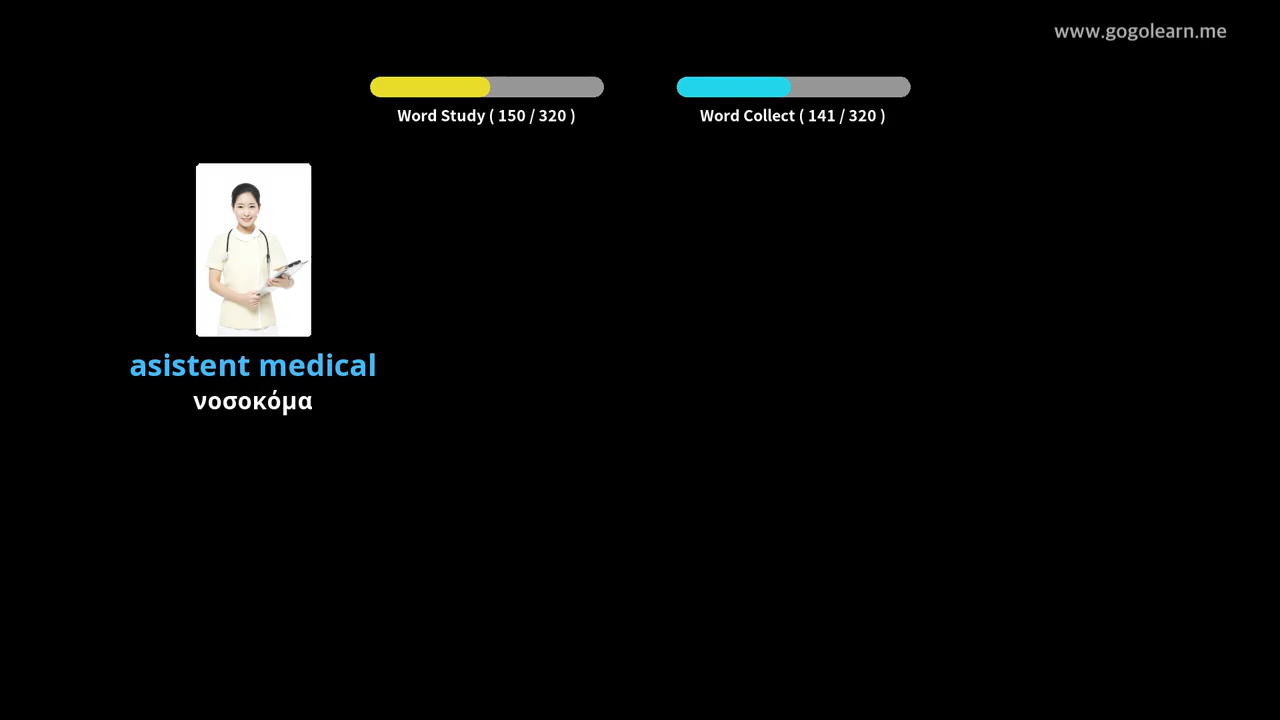 www.gogolearn.me
Word Study ( 150 / 320 )
Word Collect ( 141 / 320 )
asistent medical
νοσοκόμα